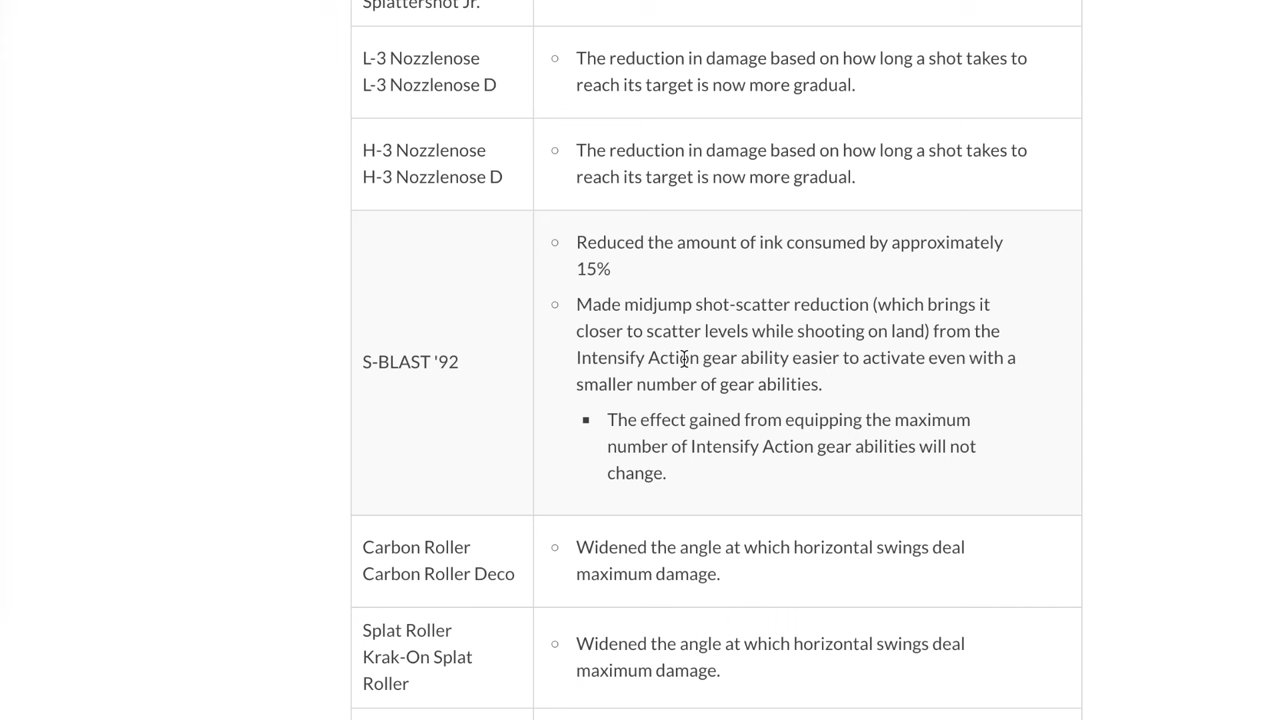 Splattershot Jr.
L-3 Nozzlenose
L-3 Nozzlenose D
The reduction in damage based on how long a shot takes to
reach its target is now more gradual.
H-3 Nozzlenose
H-3 Nozzlenose D
The reduction in damage based on how long a shot takes to
reach its target is now more gradual.
S-BLAST '92
Reduced the amount of ink consumed by approximately
15%
Made midjump shot-scatter reduction (which brings it
closer to scatter levels while shooting on land) from the
Intensify Action gear ability easier to activate even with a
smaller number of gear abilities.
The effect gained from equipping the maximum
number of Intensify Action gear abilities will not
change.
Carbon Roller
Carbon Roller Deco
Widened the angle at which horizontal swings deal
maximum damage.
Splat Roller
Krak-On Splat
Roller
Widened the angle at which horizontal swings deal
maximum damage.